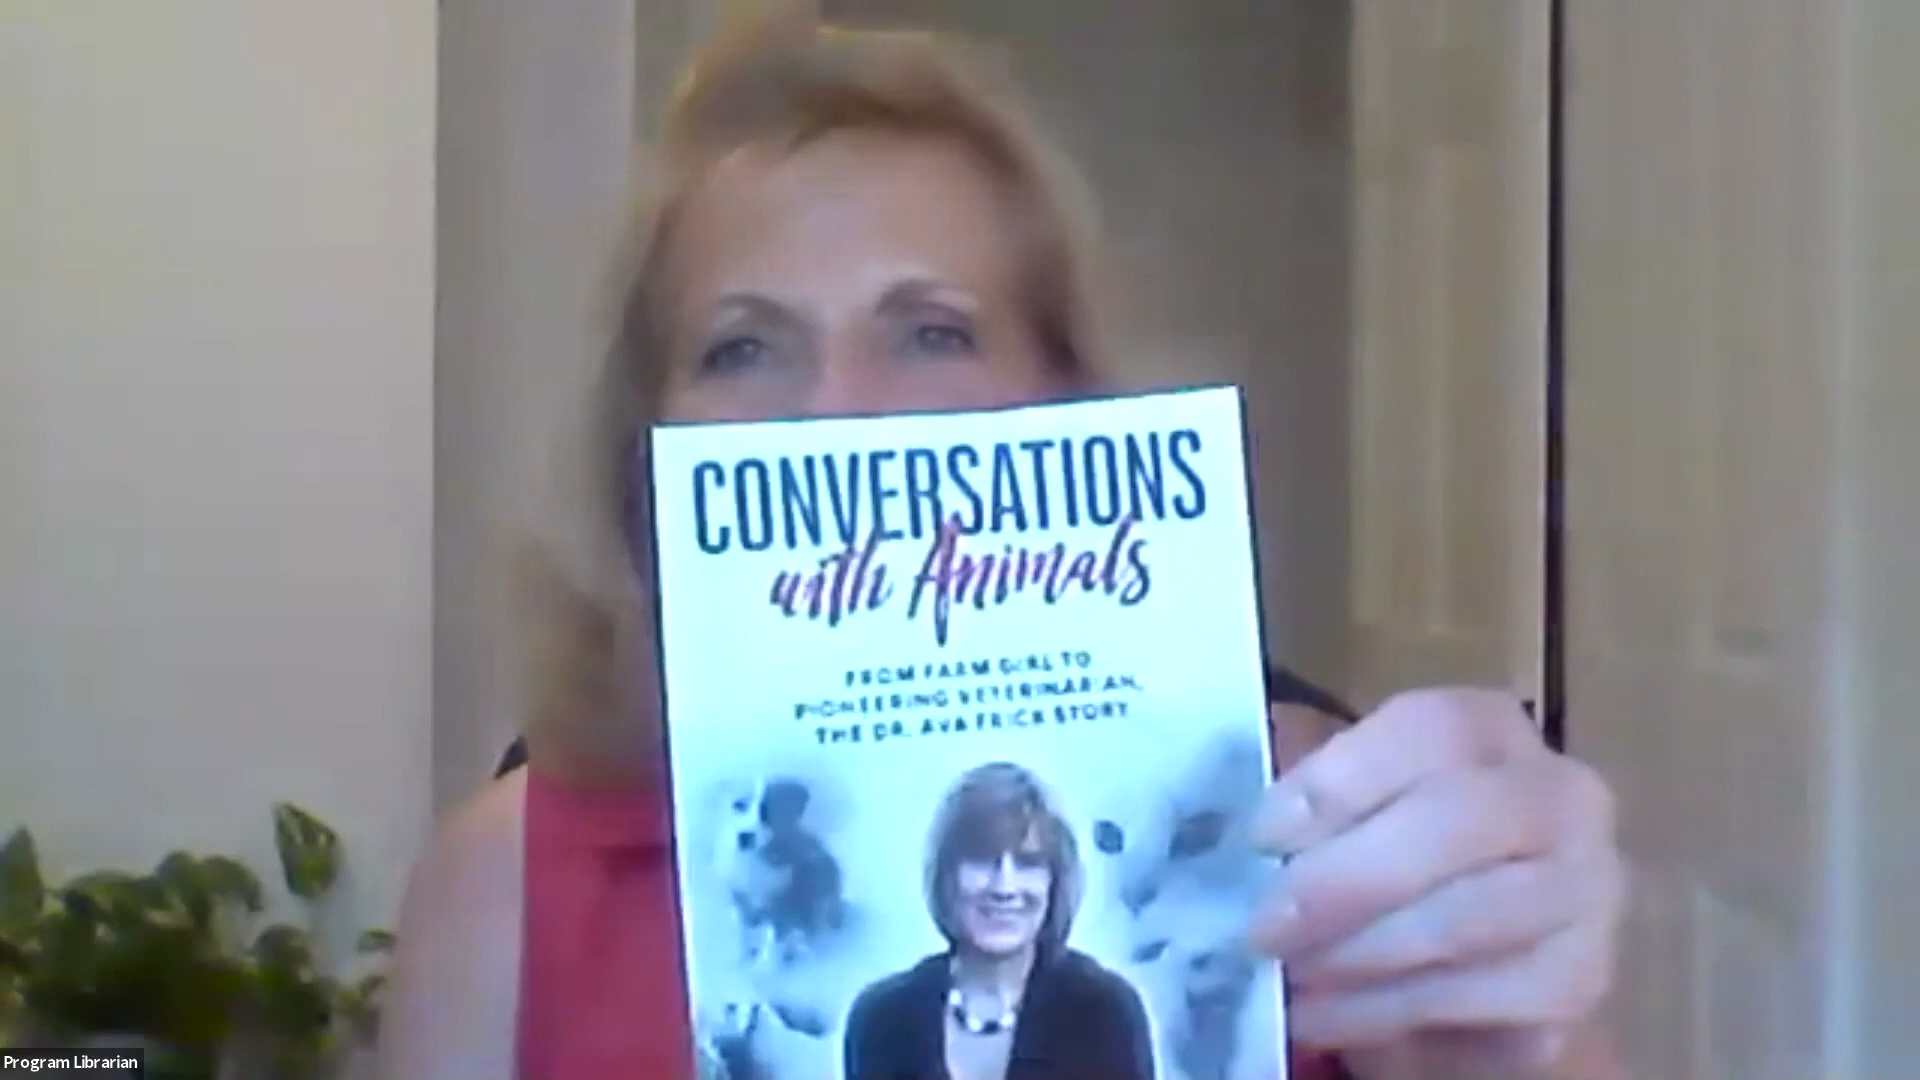 CONVERSATIONS
with Animals
FROM FARM GIRL TO
PIONEERING VETERINARIAN,
THE DR. AVA FRICK STORY
Program Librarian